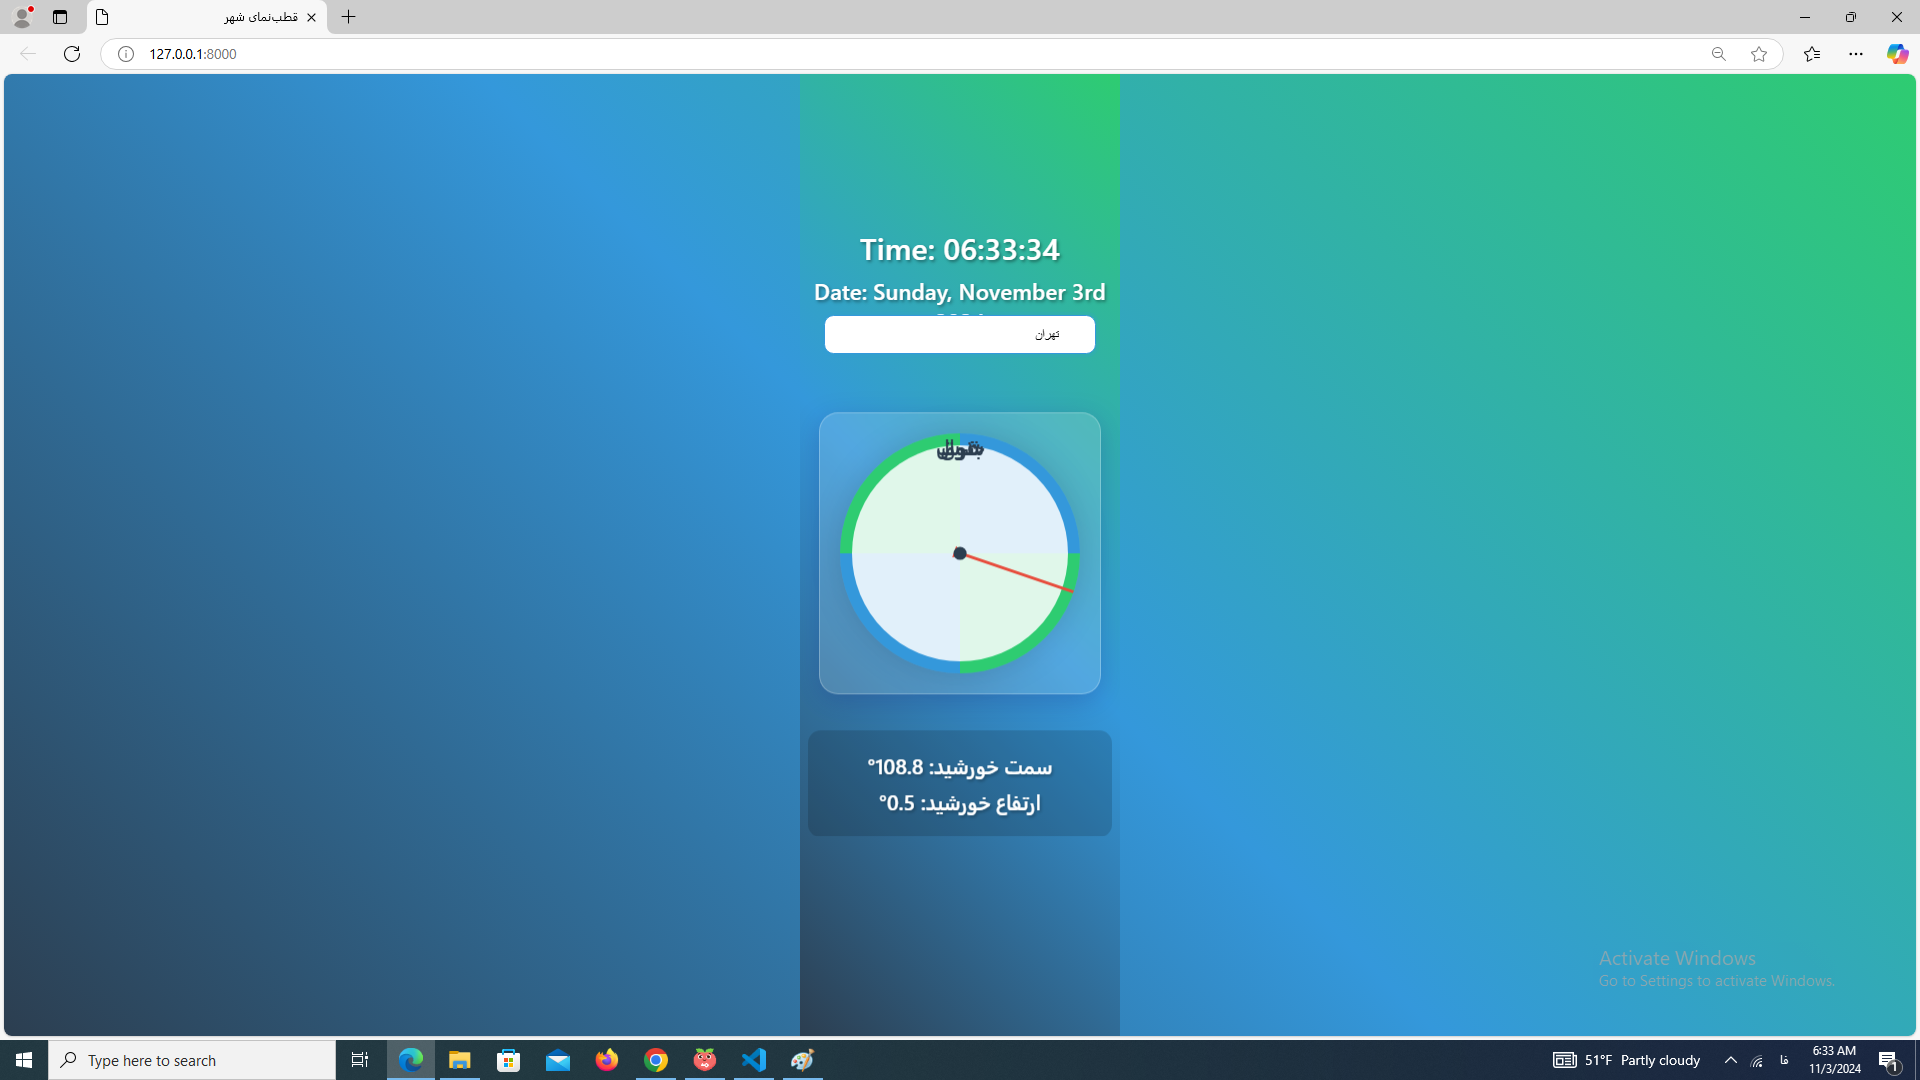 قطب‌نمای شهر
127.0.0.1:8000
Time: 06:33:34
Date: Sunday, November 3rd
تهران
سمت خورشید: 108.8°
ارتفاع خورشید: 0.5°
Activate Windows
Go to Settings to activate Windows.
Type here to search
51°F Partly cloudy
فا
6:33 AM
11/3/2024
1